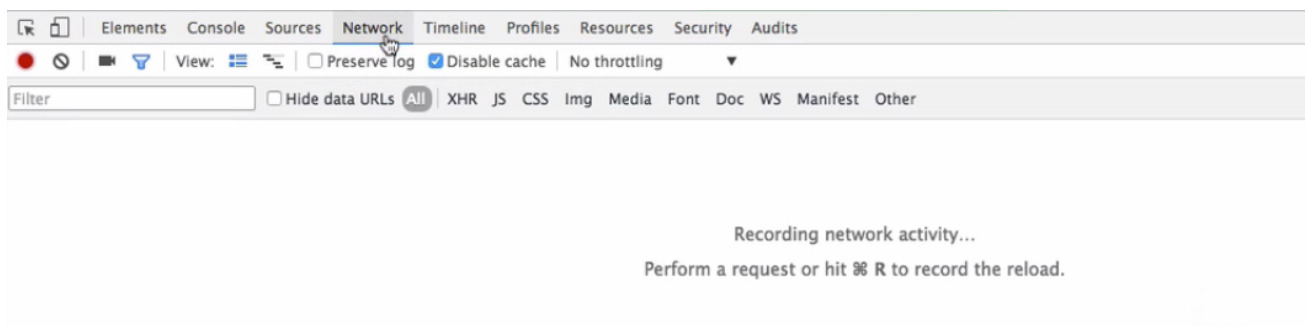 Elements Console Sources Network Timeline Profiles Resources Security Audits
View: Preserve log Disable cache No throttling
Filter Hide data URLs All XHR JS CSS Img Media Font Doc WS Manifest Other
Recording network activity...
Perform a request or hit ⌘ R to record the reload.